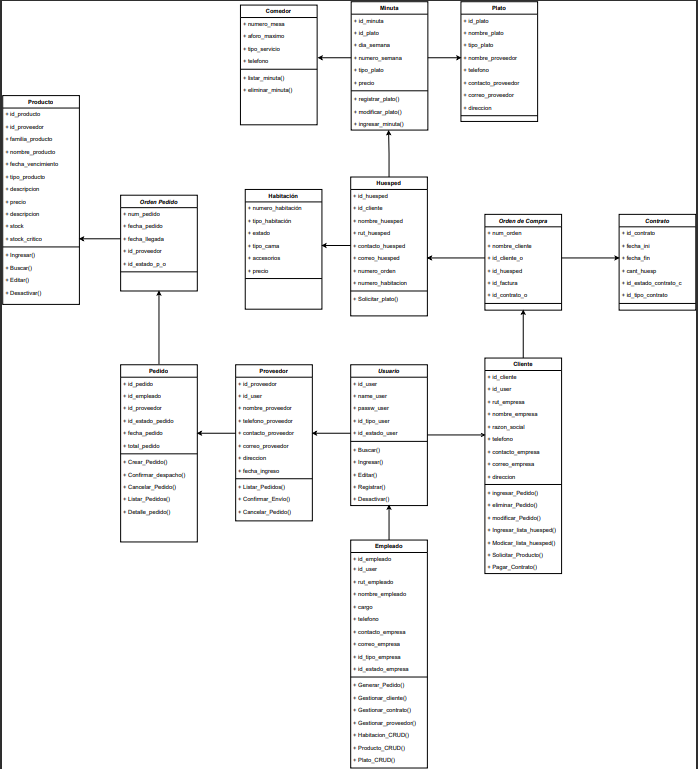 Comedor
+ numero_mesa
+ aforo_maximo
+ tipo_servicio
+ telefono
+ listar_minuta()
+ eliminar_minuta()
Minuta
+ id_minuta
+ id_plato
+ dia_semana
+ numero_semana
+ tipo_plato
+ precio
+ registrar_plato()
+ modificar_plato()
+ ingresar_minuta()
Plato
+ id_plato
+ nombre_plato
+ tipo_plato
+ nombre_proveedor
+ telefono
+ contacto_proveedor
+ correo_proveedor
+ direccion
Producto
+ id_producto
+ id_proveedor
+ familia_producto
+ nombre_producto
+ fecha_vencimiento
+ tipo_producto
+ descripcion
+ precio
+ descripcion
+ stock
+ stock_critico
+ Ingresar()
+ Buscar()
+ Editar()
+ Desactivar()
Orden Pedido
+ num_pedido
+ fecha_pedido
+ fecha_llegada
+ id_proveedor
+ id_estado_p_o
Habitación
+ numero_habitación
+ tipo_habitación
+ estado
+ tipo_cama
+ accesorios
+ precio
Huesped
+ id_huesped
+ id_cliente
+ nombre_huesped
+ rut_huesped
+ contacto_huesped
+ correo_huesped
+ numero_orden
+ numero_habitacion
+ Solicitar_plato()
Orden de Compra
+ num_orden
+ nombre_cliente
+ id_cliente_o
+ id_huesped
+ id_factura
+ id_contrato_o
Contrato
+ id_contrato
+ fecha_ini
+ fecha_fin
+ cant_huesp
+ id_estado_contrato_c
+ id_tipo_contrato
Pedido
+ id_pedido
+ id_empleado
+ id_proveedor
+ id_estado_pedido
+ fecha_pedido
+ total_pedido
+ Crear_Pedido()
+ Confirmar_despacho()
+ Cancelar_Pedido()
+ Listar_Pedidos()
+ Detalle_pedido()
Proveedor
+ id_proveedor
+ id_user
+ nombre_proveedor
+ telefono_proveedor
+ contacto_proveedor
+ correo_proveedor
+ direccion
+ fecha_ingreso
+ Listar_Pedidos()
+ Confirmar_Envio()
+ Cancelar_Pedido()
Usuario
+ id_user
+ name_user
+ passw_user
+ id_tipo_user
+ id_estado_user
+ Buscar()
+ Ingresar()
+ Editar()
+ Registrar()
+ Desactivar()
Cliente
+ id_cliente
+ id_user
+ rut_empresa
+ nombre_empresa
+ razon_social
+ telefono
+ contacto_empresa
+ correo_empresa
+ direccion
+ ingresar_Pedido()
+ eliminar_Pedido()
+ modificar_Pedido()
+ Ingresar_lista_huesped()
+ Modicar_lista_huesped()
+ Solicitar_Producto()
+ Pagar_Contrato()
Empleado
+ id_empleado
+ id_user
+ rut_empleado
+ nombre_empleado
+ cargo
+ telefono
+ contacto_empresa
+ correo_empresa
+ id_tipo_empresa
+ id_estado_empresa
+ Generar_Pedido()
+ Gestionar_cliente()
+ Gestionar_contrato()
+ Gestionar_proveedor()
+ Habitacion_CRUD()
+ Producto_CRUD()
+ Plato_CRUD()